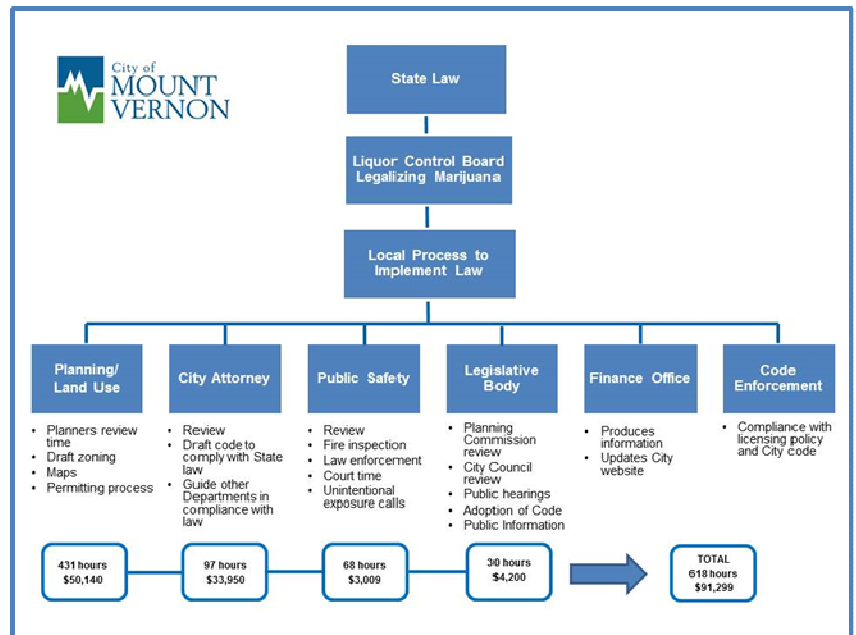 City of
MOUNT
VERNON
State Law
Liquor Control Board
Legalizing Marijuana
Local Process to
Implement Law
Planning/
Land Use
City Attorney
Public Safety
Legislative
Body
Finance Office
Code
Enforcement
• Planners review
time
• Draft zoning
• Maps
• Permitting process
• Review
• Draft code to
comply with State
law
• Guide other
Departments in
compliance with
law
• Review
• Fire inspection
• Law enforcement
• Court time
• Unintentional
exposure calls
• Planning
Commission
review
• City Council
review
• Public hearings
• Adoption of Code
• Public Information
• Produces
information
• Updates City
website
• Compliance with
licensing policy
and City code
431 hours
$50,140
97 hours
$33,950
68 hours
$3,009
30 hours
$4,200
TOTAL
618 hours
$91,299